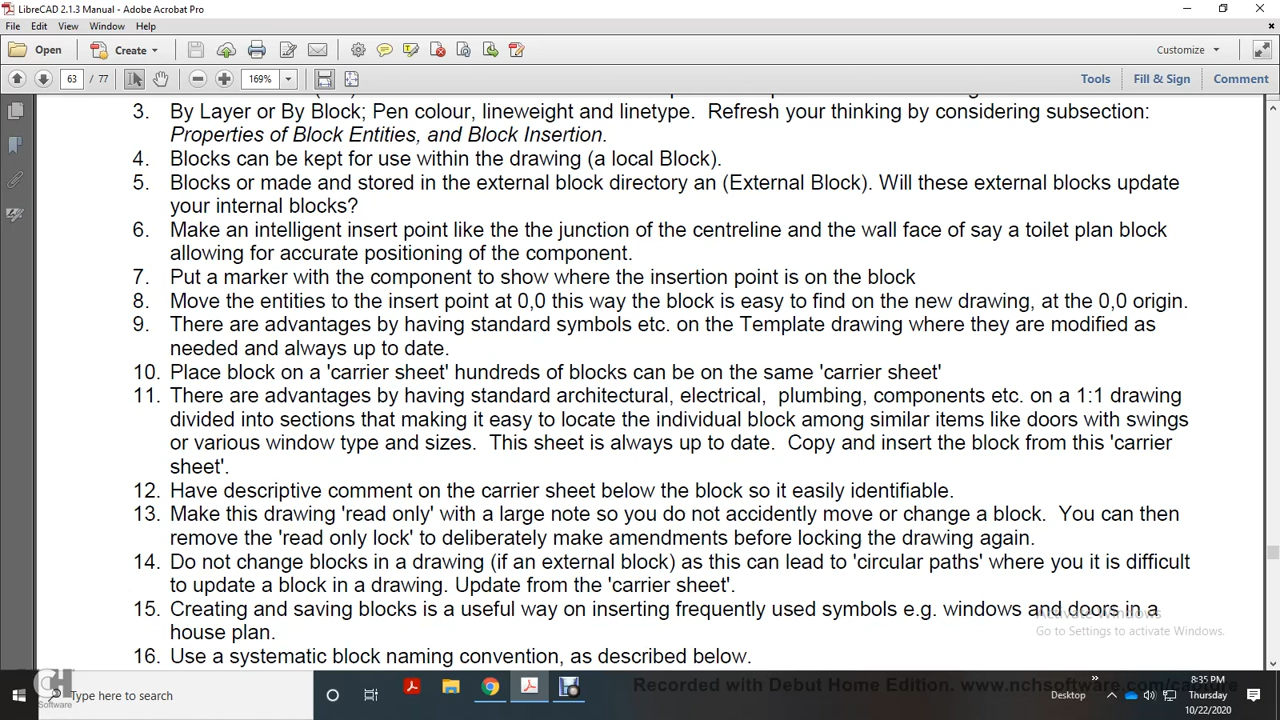 LibreCAD 2.1.3 Manual - Adobe Acrobat Pro
File Edit View Window Help
Open Create Customize
63 / 77 169% Tools Fill & Sign Comment
3. By Layer or By Block; Pen colour, lineweight and linetype. Refresh your thinking by considering subsection:
Properties of Block Entities, and Block Insertion.
4. Blocks can be kept for use within the drawing (a local Block).
5. Blocks or made and stored in the external block directory an (External Block). Will these external blocks update
your internal blocks?
6. Make an intelligent insert point like the the junction of the centreline and the wall face of say a toilet plan block
allowing for accurate positioning of the component.
7. Put a marker with the component to show where the insertion point is on the block
8. Move the entities to the insert point at 0,0 this way the block is easy to find on the new drawing, at the 0,0 origin.
9. There are advantages by having standard symbols etc. on the Template drawing where they are modified as
needed and always up to date.
10. Place block on a 'carrier sheet' hundreds of blocks can be on the same 'carrier sheet'
11. There are advantages by having standard architectural, electrical, plumbing, components etc. on a 1:1 drawing
divided into sections that making it easy to locate the individual block among similar items like doors with swings
or various window type and sizes. This sheet is always up to date. Copy and insert the block from this 'carrier
sheet'.
12. Have descriptive comment on the carrier sheet below the block so it easily identifiable.
13. Make this drawing 'read only' with a large note so you do not accidently move or change a block. You can then
remove the 'read only lock' to deliberately make amendments before locking the drawing again.
14. Do not change blocks in a drawing (if an external block) as this can lead to 'circular paths' where you it is difficult
to update a block in a drawing. Update from the 'carrier sheet'.
15. Creating and saving blocks is a useful way on inserting frequently used symbols e.g. windows and doors in a
house plan.
16. Use a systematic block naming convention, as described below.
Activate Windows
Go to Settings to activate Windows.
Recorded with Debut Home Edition. www.nchsoftware.com/capture
NCH Software
Type here to search
Desktop
8:35 PM
Thursday
10/22/2020